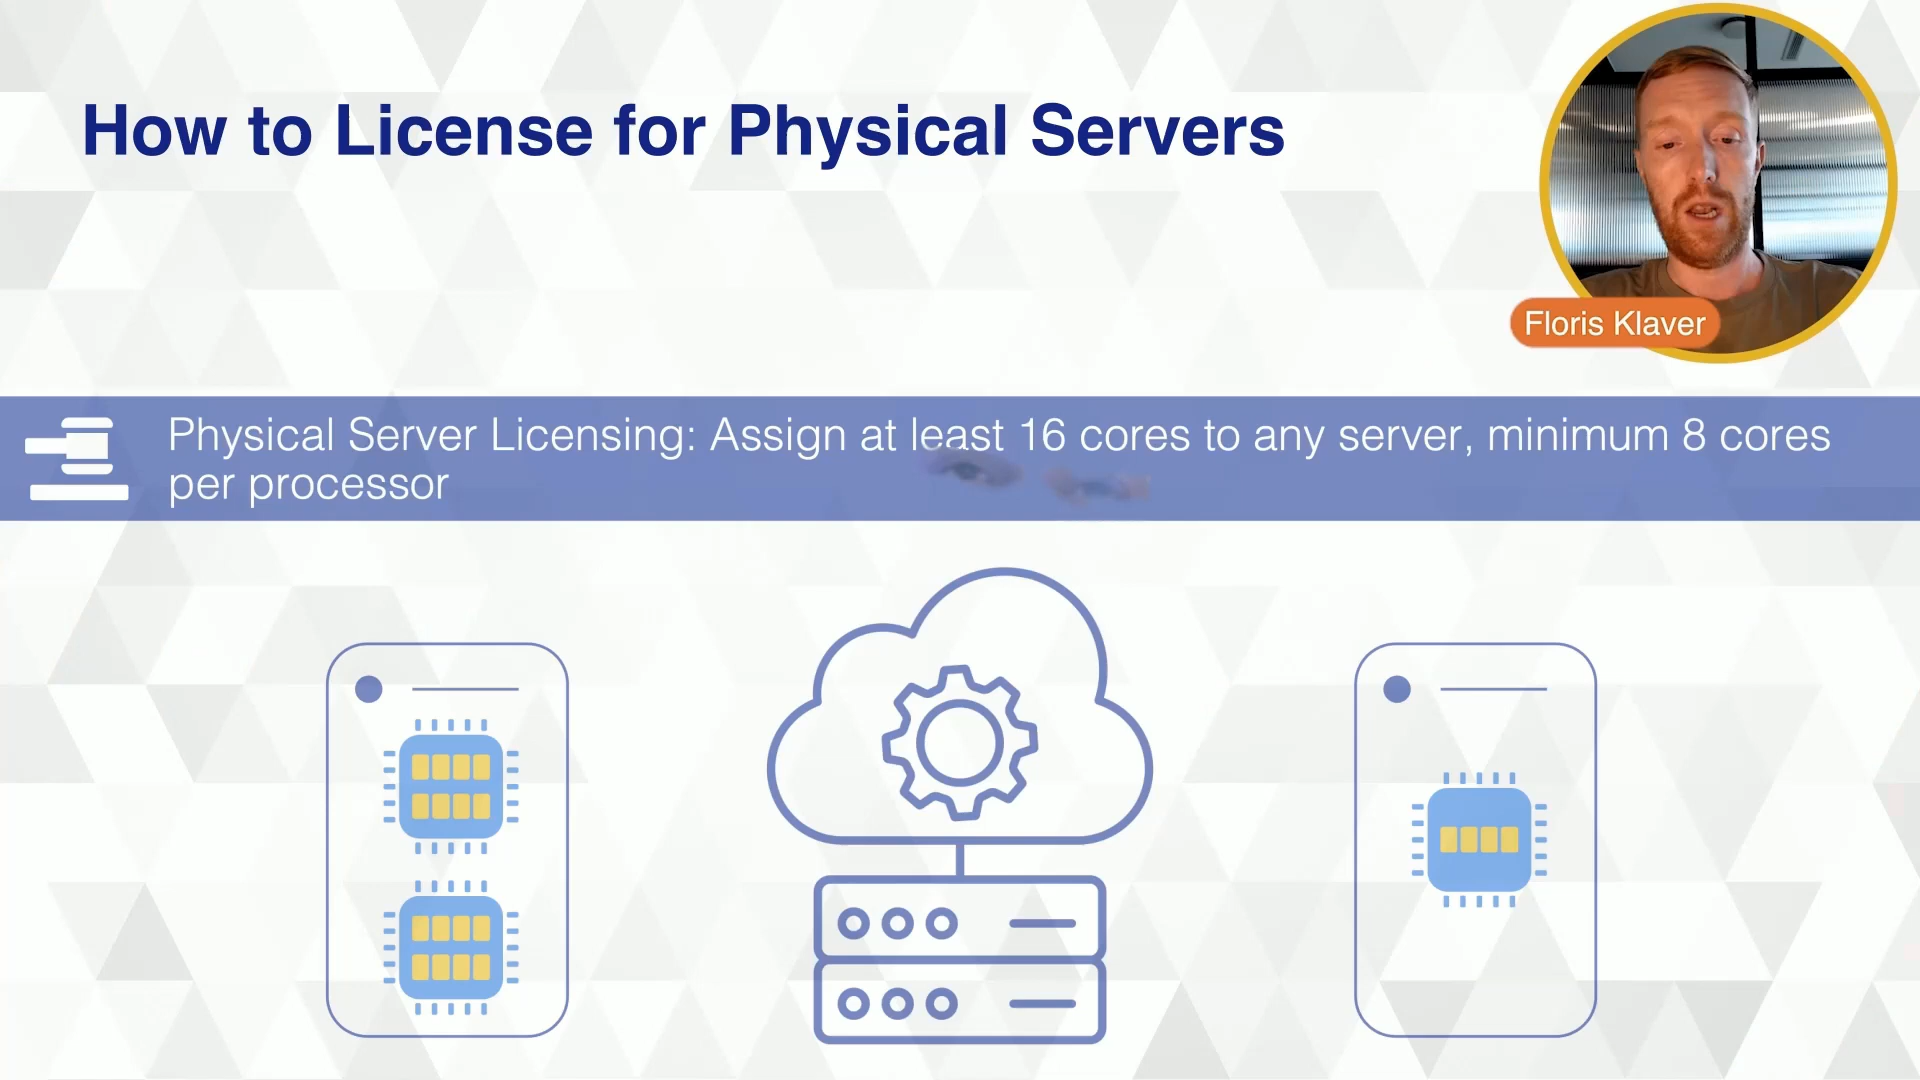 How to License for Physical Servers
Floris Klaver
Physical Server Licensing: Assign at least 16 cores to any server, minimum 8 cores
per processor